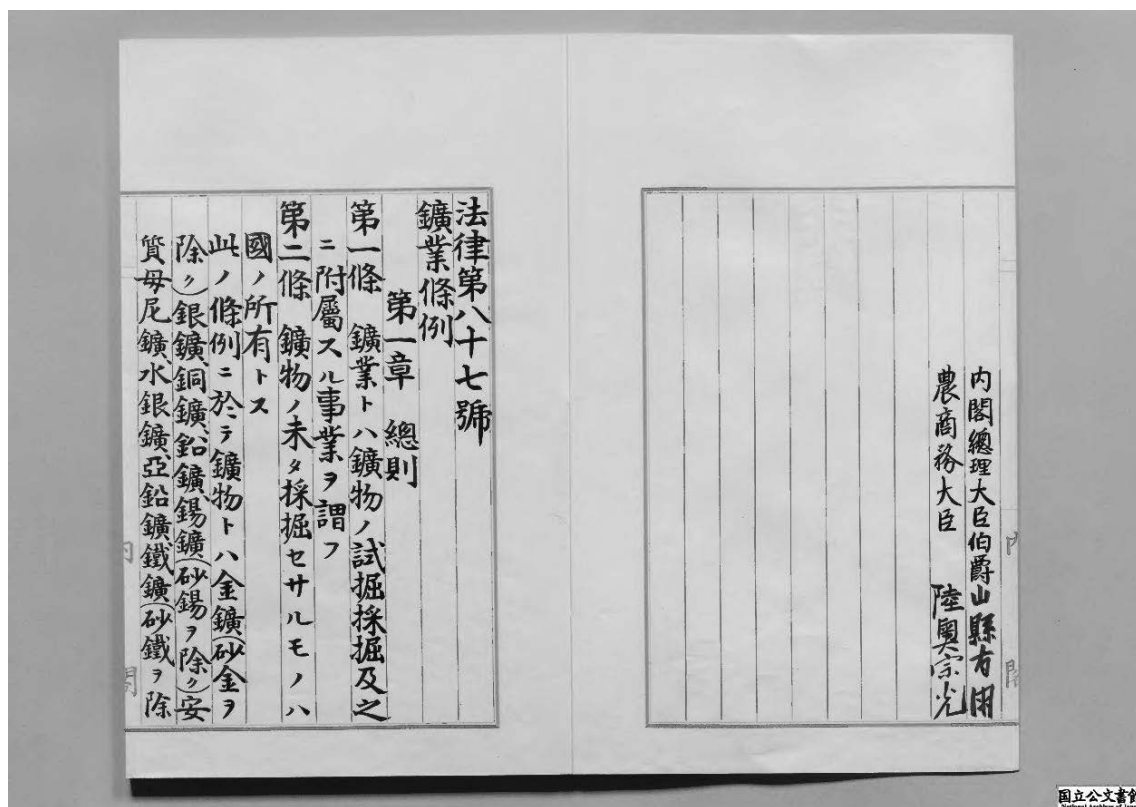 内閣總理大臣伯爵山縣有朋
農商務大臣　陸奧宗光
法律第八十七號
鑛業條例
第一章　總則
第一條　鑛業トハ鑛物ノ試掘採掘及之
ニ附屬スル事業ヲ謂フ
第二條　鑛物ノ未タ採掘セサルモノハ
國ノ所有トス
此ノ條例ニ於テ鑛物トハ金鑛(砂金ヲ
除ク)銀鑛、銅鑛、鉛鑛、錫鑛(砂錫ヲ除ク)安
質母尼鑛、水銀鑛、亞鉛鑛、鐵鑛(砂鐵ヲ除
内閣
内閣
国立公文書館